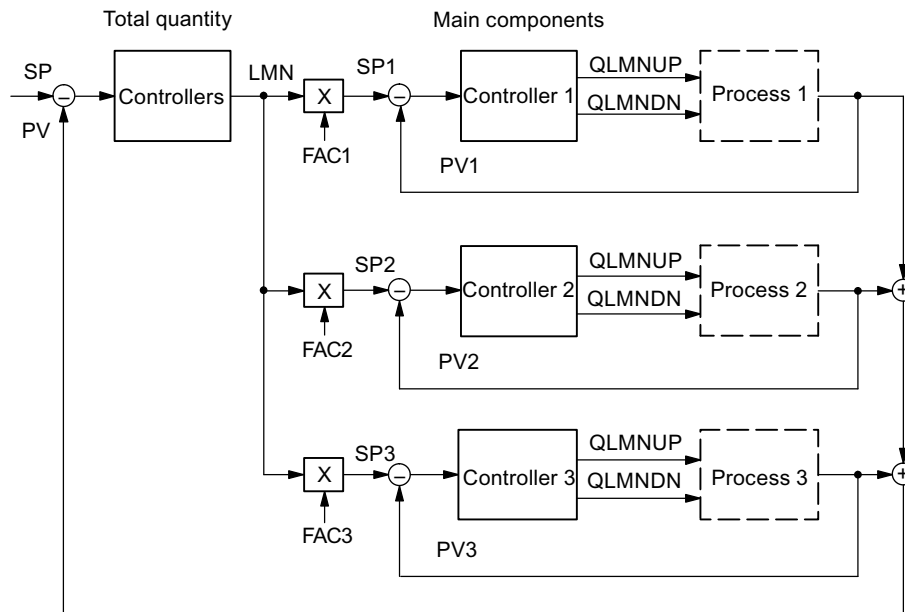 Total quantity
Main components
SP
PV
−
Controllers
LMN
X
FAC1
SP1
−
Controller 1
QLMNUP
QLMNDN
Process 1
PV1
X
FAC2
SP2
−
Controller 2
QLMNUP
QLMNDN
Process 2
+
PV2
X
FAC3
SP3
−
Controller 3
QLMNUP
QLMNDN
Process 3
+
PV3